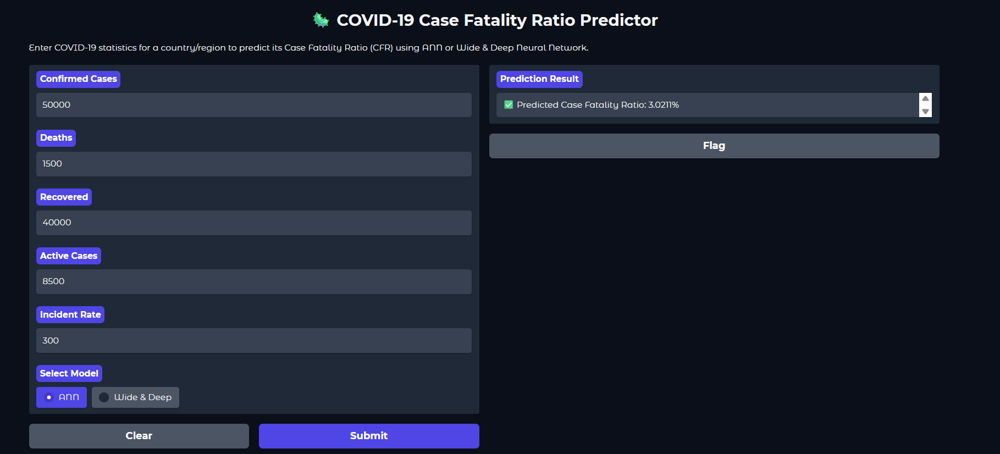 COVID-19 Case Fatality Ratio Predictor
Enter COVID-19 statistics for a country/region to predict its Case Fatality Ratio (CFR) using ANN or Wide & Deep Neural Network.
Confirmed Cases
50000
Deaths
1500
Recovered
40000
Active Cases
8500
Incident Rate
300
Select Model
ANN Wide & Deep
Clear Submit
Prediction Result
✅ Predicted Case Fatality Ratio: 3.0211%
Flag